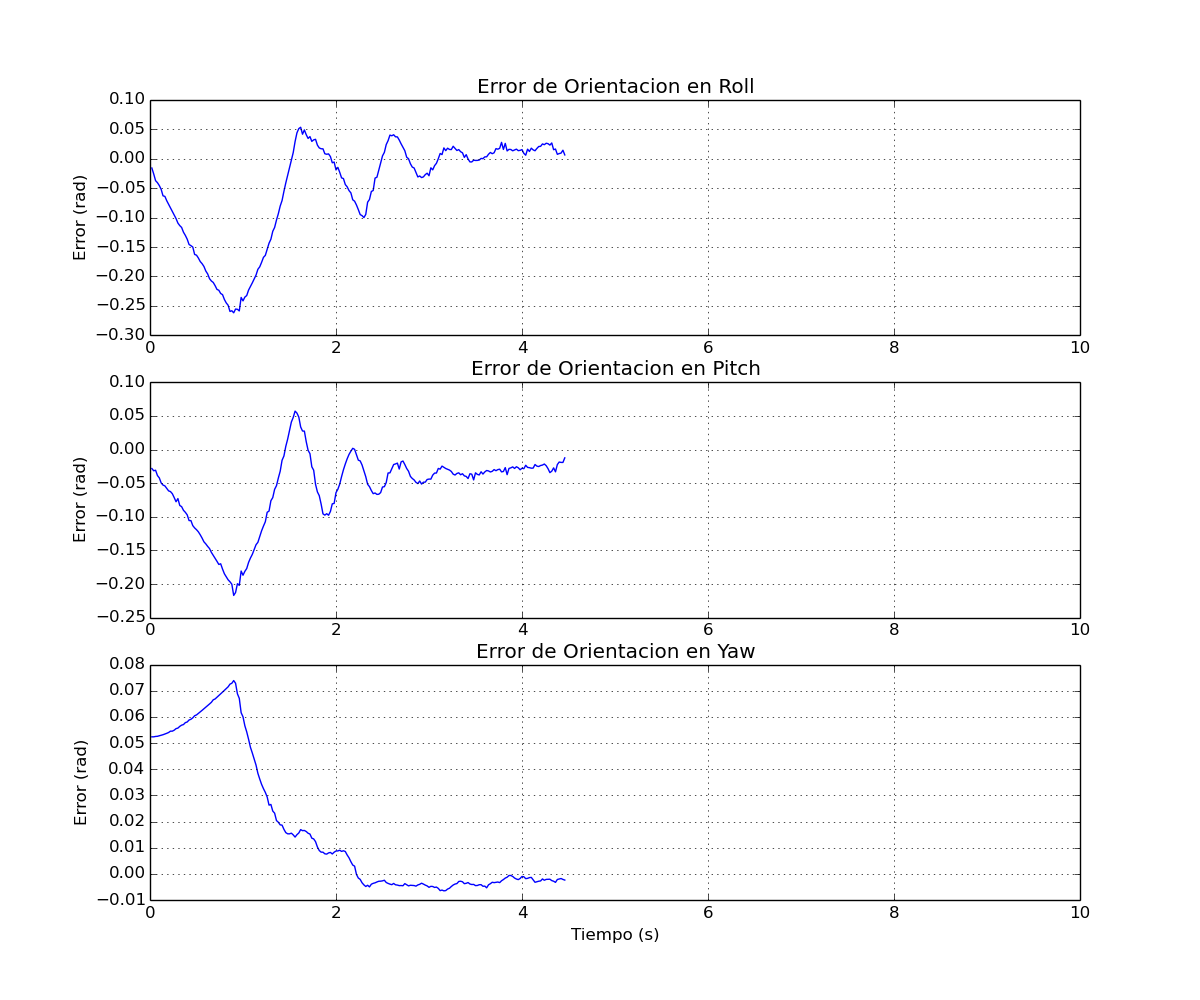 Error de Orientacion en Roll
0.10
0.05
0.00
−0.05
−0.10
−0.15
−0.20
−0.25
−0.30
Error (rad)
0 2 4 6 8 10
Error de Orientacion en Pitch
0.10
0.05
0.00
−0.05
−0.10
−0.15
−0.20
−0.25
Error (rad)
0 2 4 6 8 10
Error de Orientacion en Yaw
0.08
0.07
0.06
0.05
0.04
0.03
0.02
0.01
0.00
−0.01
Error (rad)
0 2 4 6 8 10
Tiempo (s)